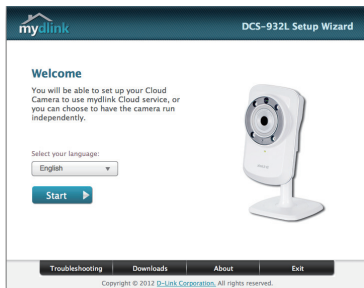 mydlink
DCS-932L Setup Wizard
Welcome
You will be able to set up your Cloud
Camera to use mydlink Cloud service, or
you can choose to have the camera run
independently.
Select your language:
English
Start
Troubleshooting Downloads About Exit
Copyright © 2012 D-Link Corporation. All rights reserved.